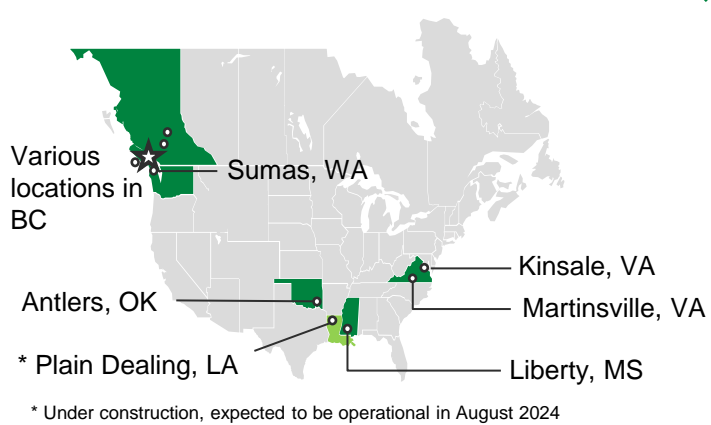 Various
locations in
BC
Sumas, WA
Kinsale, VA
Antlers, OK
Martinsville, VA
* Plain Dealing, LA
Liberty, MS
* Under construction, expected to be operational in August 2024